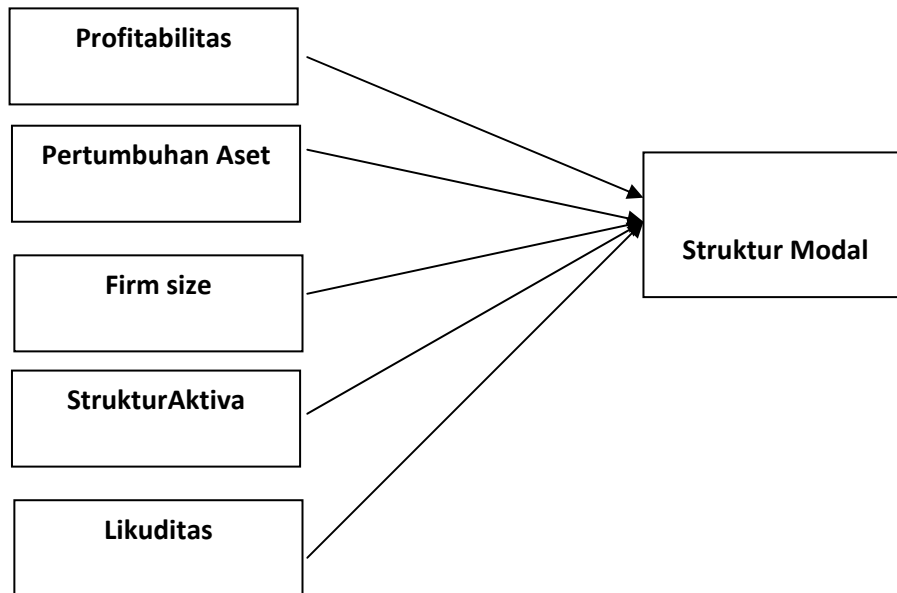 Profitabilitas
Pertumbuhan Aset
Struktur Modal
Firm size
StrukturAktiva
Likuditas